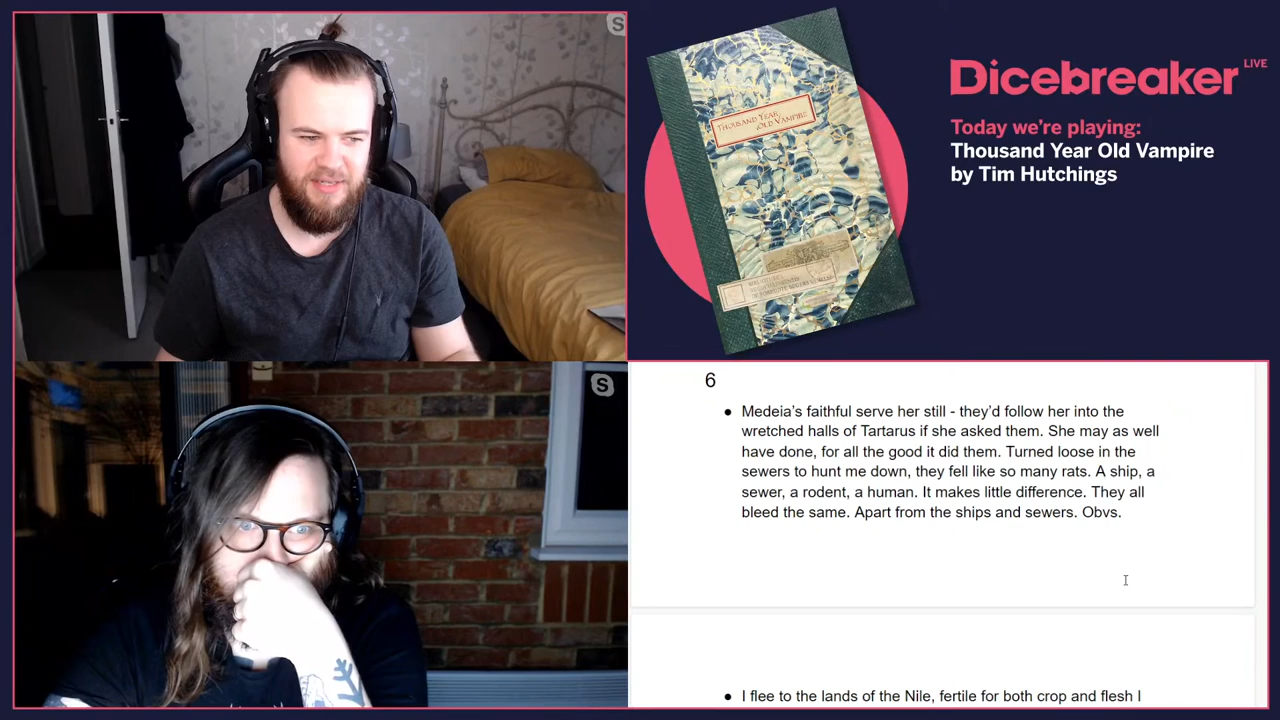 Dicebreaker LIVE
Today we're playing:
Thousand Year Old Vampire
by Tim Hutchings
THOUSAND YEAR
OLD VAMPIRE
6
● Medeia's faithful serve her still - they'd follow her into the
wretched halls of Tartarus if she asked them. She may as well
have done, for all the good it did them. Turned loose in the
sewers to hunt me down, they fell like so many rats. A ship, a
sewer, a rodent, a human. It makes little difference. They all
bleed the same. Apart from the ships and sewers. Obvs.
● I flee to the lands of the Nile, fertile for both crop and flesh I